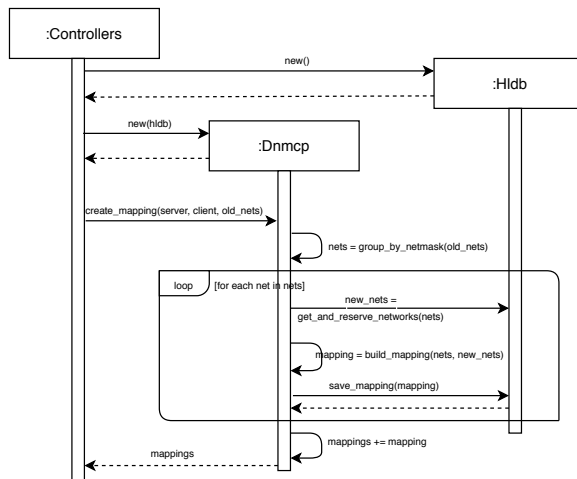 :Controllers
new()
:Hldb
new(hldb)
:Dnmcp
create_mapping(server, client, old_nets)
nets = group_by_netmask(old_nets)
loop
[for each net in nets]
new_nets =
get_and_reserve_networks(nets)
mapping = build_mapping(nets, new_nets)
save_mapping(mapping)
mappings += mapping
mappings